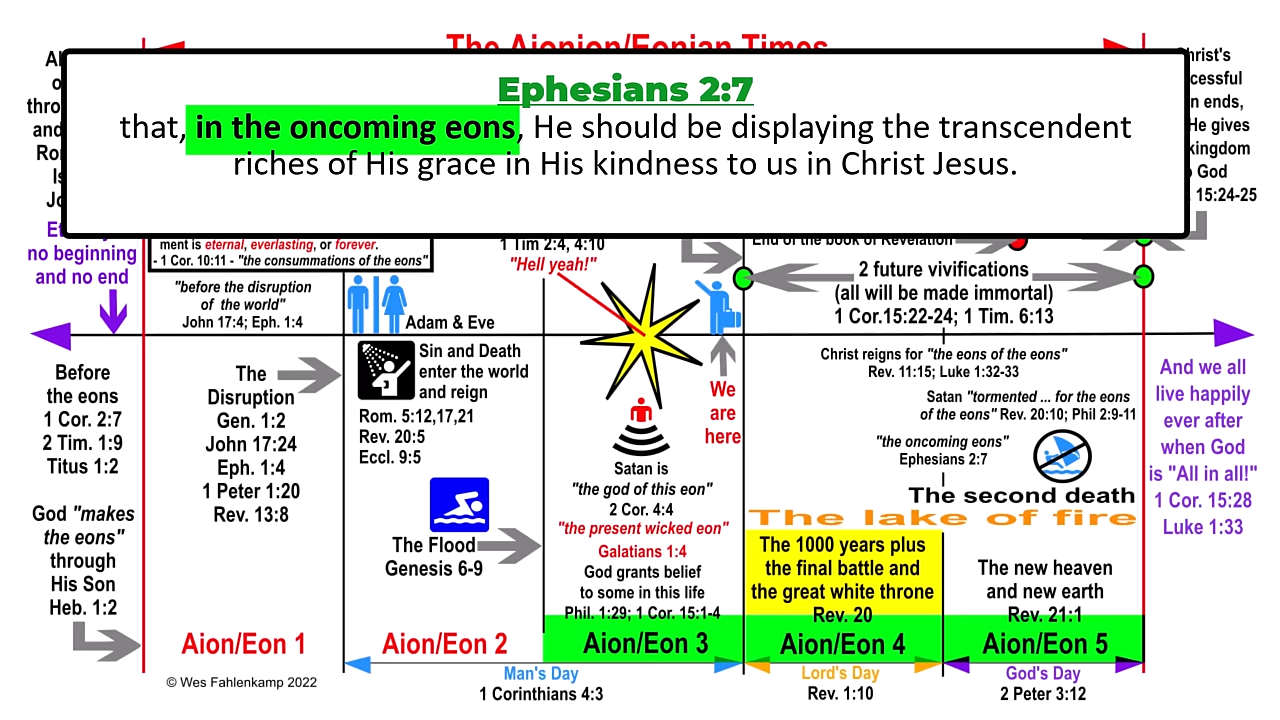 The Aionion/Eonian Times
Ephesians 2:7
that, in the oncoming eons, He should be displaying the transcendent
riches of His grace in His kindness to us in Christ Jesus.
no beginning
and no end
ment is eternal, everlasting, or forever.
- 1 Cor. 10:11 - "the consummations of the eons"
"before the disruption
of the world"
John 17:4; Eph. 1:4
Adam & Eve
1 Tim 2:4, 4:10
"Hell yeah!"
End of the book of Revelation
2 future vivifications
(all will be made immortal)
1 Cor.15:22-24; 1 Tim. 6:13
hrist's
cessful
n ends,
He gives
kingdom
God
15:24-25
Before
the eons
1 Cor. 2:7
2 Tim. 1:9
Titus 1:2
God "makes
the eons"
through
His Son
Heb. 1:2
The
Disruption
Gen. 1:2
John 17:24
Eph. 1:4
1 Peter 1:20
Rev. 13:8
Sin and Death
enter the world
and reign
Rom. 5:12,17,21
Rev. 20:5
Eccl. 9:5
The Flood
Genesis 6-9
Satan is
"the god of this eon"
2 Cor. 4:4
"the present wicked eon"
Galatians 1:4
God grants belief
to some in this life
Phil. 1:29; 1 Cor. 15:1-4
We
are
here
Christ reigns for "the eons of the eons"
Rev. 11:15; Luke 1:32-33
Satan "tormented ... for the eons
of the eons" Rev. 20:10; Phil 2:9-11
"the oncoming eons"
Ephesians 2:7
The second death
The lake of fire
The 1000 years plus
the final battle and
the great white throne
Rev. 20
The new heaven
and new earth
Rev. 21:1
And we all
live happily
ever after
when God
is "All in all!"
1 Cor. 15:28
Luke 1:33
Aion/Eon 1
Aion/Eon 2
Aion/Eon 3
Aion/Eon 4
Aion/Eon 5
Man's Day
1 Corinthians 4:3
Lord's Day
Rev. 1:10
God's Day
2 Peter 3:12
© Wes Fahlenkamp 2022